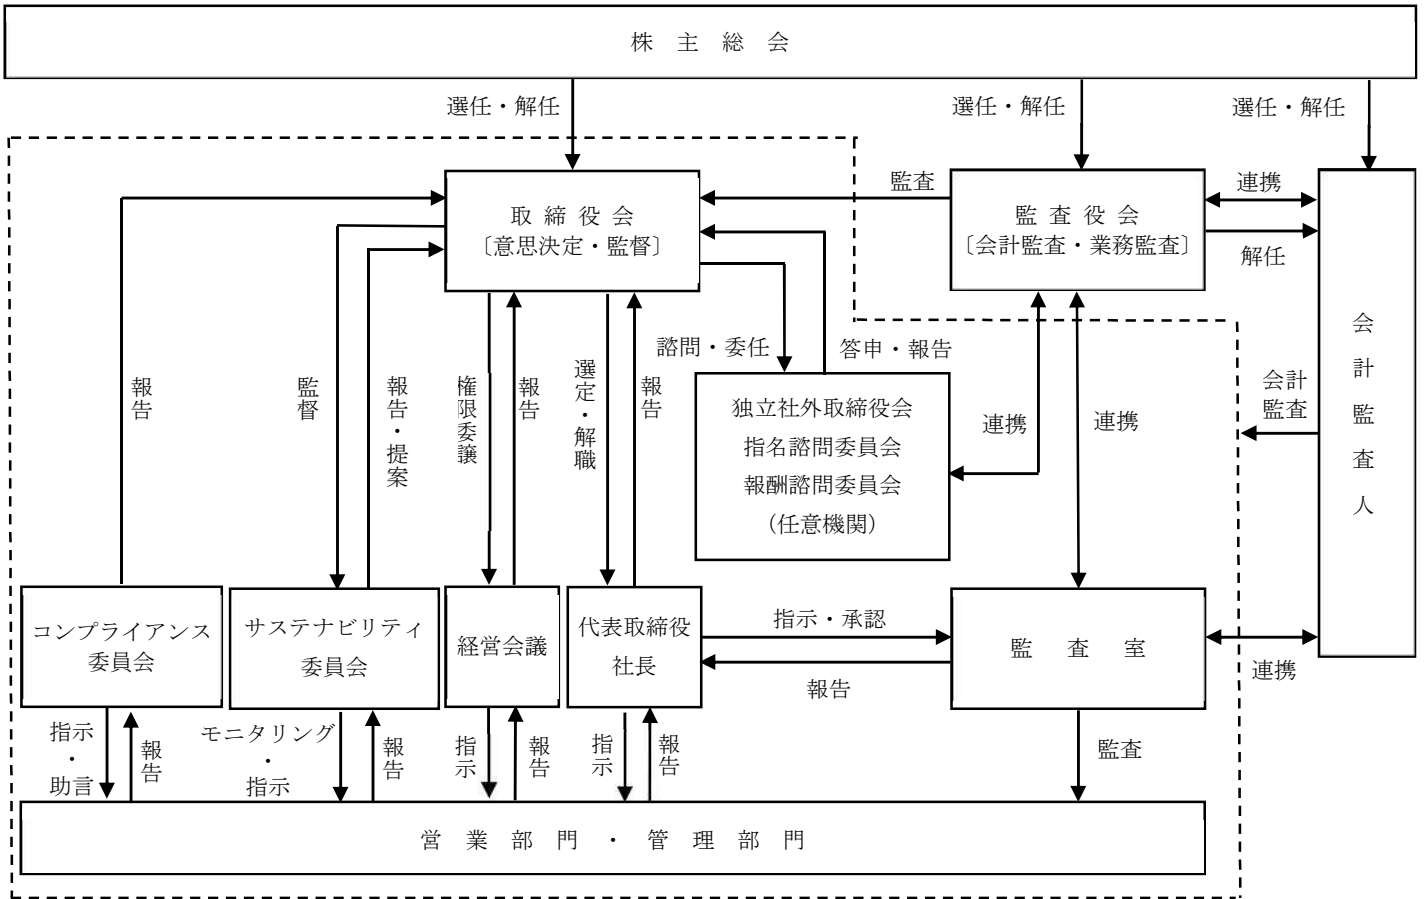 株主総会
選任・解任
選任・解任
選任・解任
取締役会
〔意思決定・監督〕
監査
監査役会
〔会計監査・業務監査〕
連携
解任
会計監査人
諮問・委任
答申・報告
報告
監督
報告・提案
権限委譲
報告
選定・解職
報告
独立社外取締役会
指名諮問委員会
報酬諮問委員会
（任意機関）
連携
連携
会計
監査
コンプライアンス
委員会
サステナビリティ
委員会
経営会議
代表取締役
社長
指示・承認
報告
監査室
連携
指示
・
助言
報告
モニタリング
・
指示
報告
指示
報告
指示
報告
監査
営業部門・管理部門